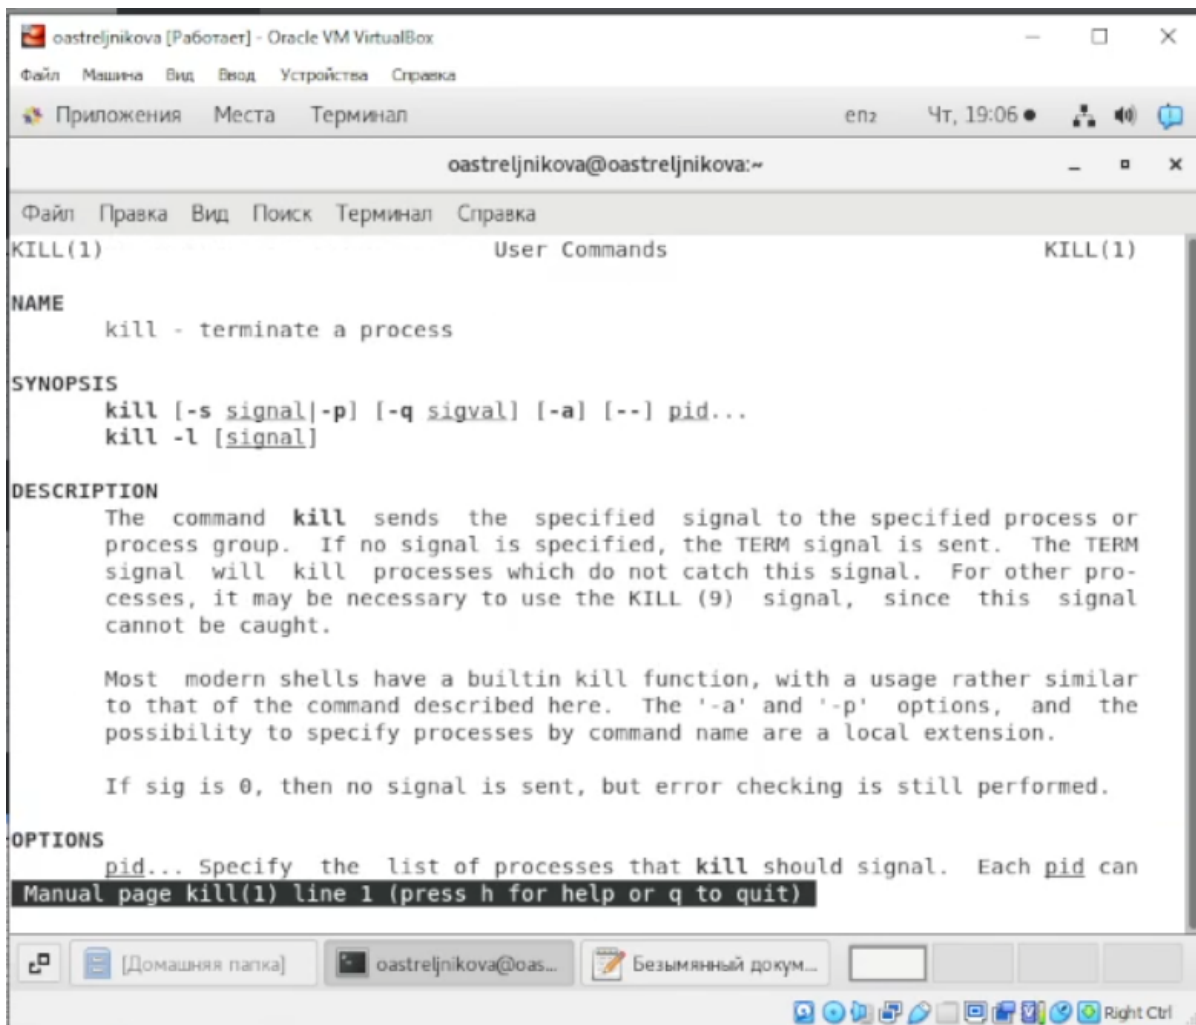 oastreljnikova [Работает] - Oracle VM VirtualBox
Файл Машина Вид Ввод Устройства Справка
Приложения Места Терминал en₂ Чт, 19:06
oastreljnikova@oastreljnikova:~
Файл Правка Вид Поиск Терминал Справка
KILL(1) User Commands KILL(1)
NAME
kill - terminate a process
SYNOPSIS
kill [-s signal|-p] [-q sigval] [-a] [--] pid...
kill -l [signal]
DESCRIPTION
The command kill sends the specified signal to the specified process or
process group. If no signal is specified, the TERM signal is sent. The TERM
signal will kill processes which do not catch this signal. For other pro-
cesses, it may be necessary to use the KILL (9) signal, since this signal
cannot be caught.
Most modern shells have a builtin kill function, with a usage rather similar
to that of the command described here. The '-a' and '-p' options, and the
possibility to specify processes by command name are a local extension.
If sig is 0, then no signal is sent, but error checking is still performed.
OPTIONS
pid... Specify the list of processes that kill should signal. Each pid can
Manual page kill(1) line 1 (press h for help or q to quit)
[Домашняя папка] oastreljnikova@oas... Безымянный докум...
Right Ctrl